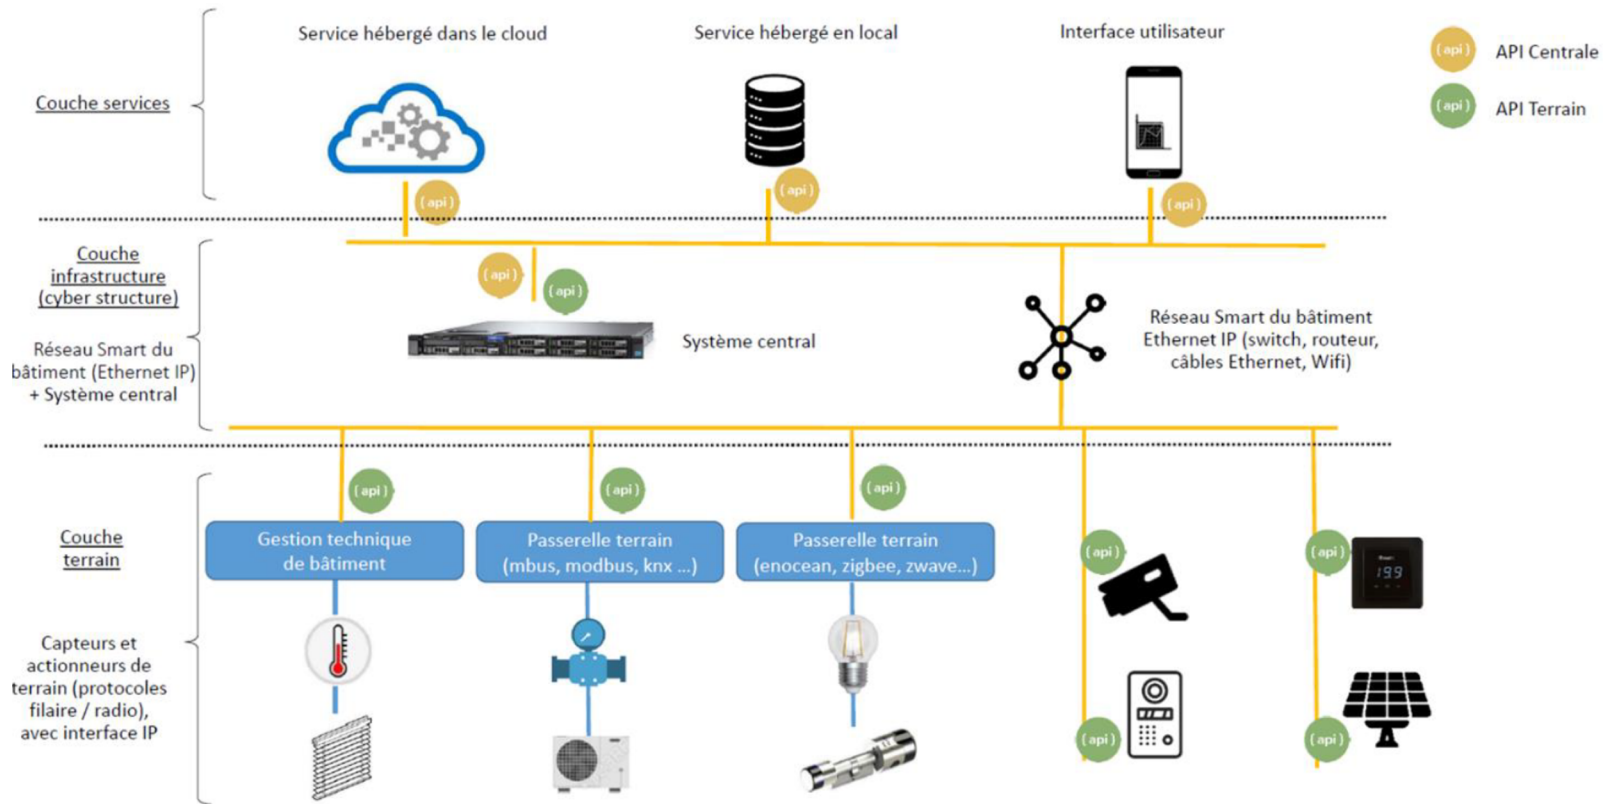 Service hébergé dans le cloud
Service hébergé en local
Interface utilisateur
( api )
API Centrale
( api )
API Terrain
Couche services
( api )
( api )
( api )
Couche
infrastructure
(cyber structure)
Réseau Smart du
bâtiment (Ethernet IP)
+ Système central
( api )
( api )
Système central
Réseau Smart du bâtiment
Ethernet IP (switch, routeur,
câbles Ethernet, Wifi)
( api )
( api )
( api )
Couche
terrain
Gestion technique
de bâtiment
Passerelle terrain
(mbus, modbus, knx ...)
Passerelle terrain
(enocean, zigbee, zwave...)
( api )
( api )
19.9
Capteurs et
actionneurs de
terrain (protocoles
filaire / radio),
avec interface IP
( api )
( api )